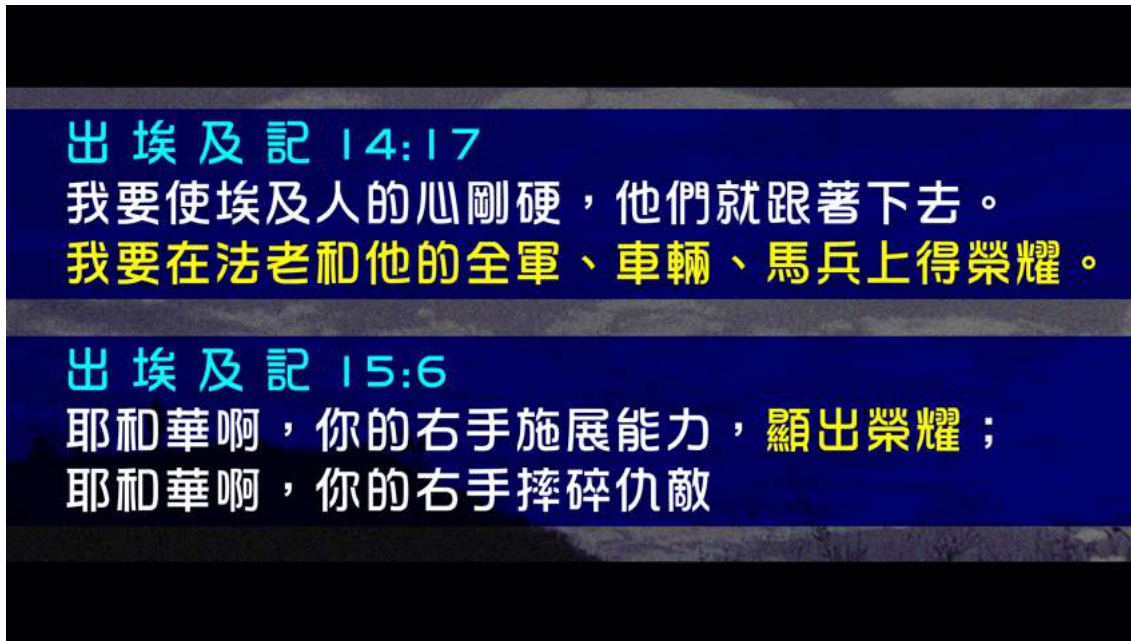 出埃及記 14:17
我要使埃及人的心剛硬，他們就跟著下去。
我要在法老和他的全軍、車輛、馬兵上得榮耀。
出埃及記 15:6
耶和華啊，你的右手施展能力，顯出榮耀；
耶和華啊，你的右手摔碎仇敵